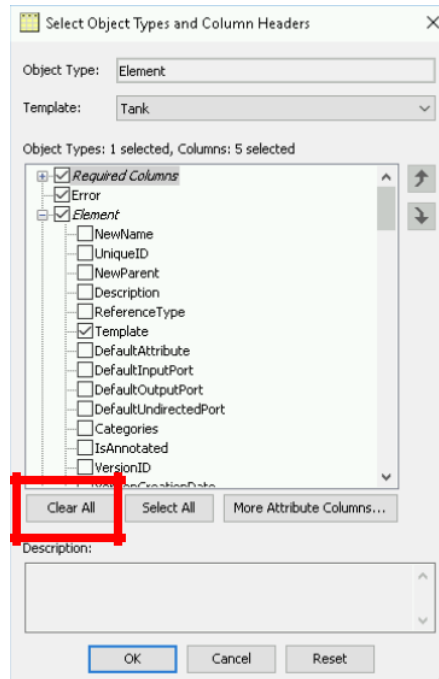 Select Object Types and Column Headers
Object Type: Element
Template: Tank
Object Types: 1 selected, Columns: 5 selected
Required Columns
Error
Element
NewName
UniqueID
NewParent
Description
ReferenceType
Template
DefaultAttribute
DefaultInputPort
DefaultOutputPort
DefaultUndirectedPort
Categories
IsAnnotated
VersionID
VersionCreationDate
Clear All Select All More Attribute Columns...
Description:
OK Cancel Reset